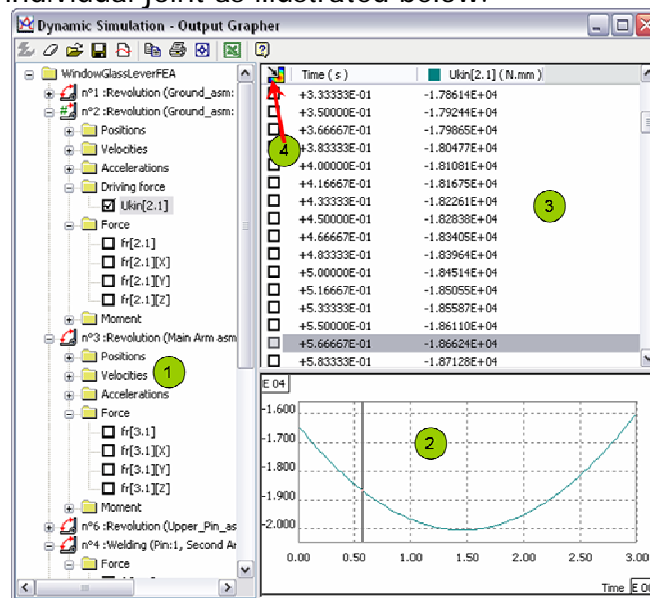 individual joint as illustrated below.
Dynamic Simulation - Output Grapher
WindowGlassLeverFEA
n°1 :Revolution (Ground_asm:
n°2 :Revolution (Ground_asm:
Positions
Velocities
Accelerations
Driving force
Ukin[2.1]
Force
fr[2.1]
fr[2.1][X]
fr[2.1][Y]
fr[2.1][Z]
Moment
n°3 :Revolution (Main Arm asm
Positions
Velocities
1
Accelerations
Force
fr[3.1]
fr[3.1][X]
fr[3.1][Y]
fr[3.1][Z]
Moment
n°6 :Revolution (Upper_Pin_as
n°4 :Welding (Pin:1, Second Ar
Force
Time ( s ) Ukin[2.1] ( N.mm )
+3.33333E-01 -1.78614E+04
+3.50000E-01 -1.79244E+04
+3.66667E-01 -1.79865E+04
+3.83333E-01 -1.80477E+04
+4.00000E-01 -1.81081E+04
+4.16667E-01 -1.81675E+04
+4.33333E-01 -1.82261E+04
+4.50000E-01 -1.82838E+04
+4.66667E-01 -1.83405E+04
+4.83333E-01 -1.83964E+04
+5.00000E-01 -1.84514E+04
+5.16667E-01 -1.85055E+04
+5.33333E-01 -1.85587E+04
+5.50000E-01 -1.86110E+04
+5.66667E-01 -1.86624E+04
+5.83333E-01 -1.87128E+04
4
3
E 04
-1.600
-1.700
-1.800
-1.900
-2.000
2
0.00 0.50 1.00 1.50 2.00 2.50 3.00
Time E 0